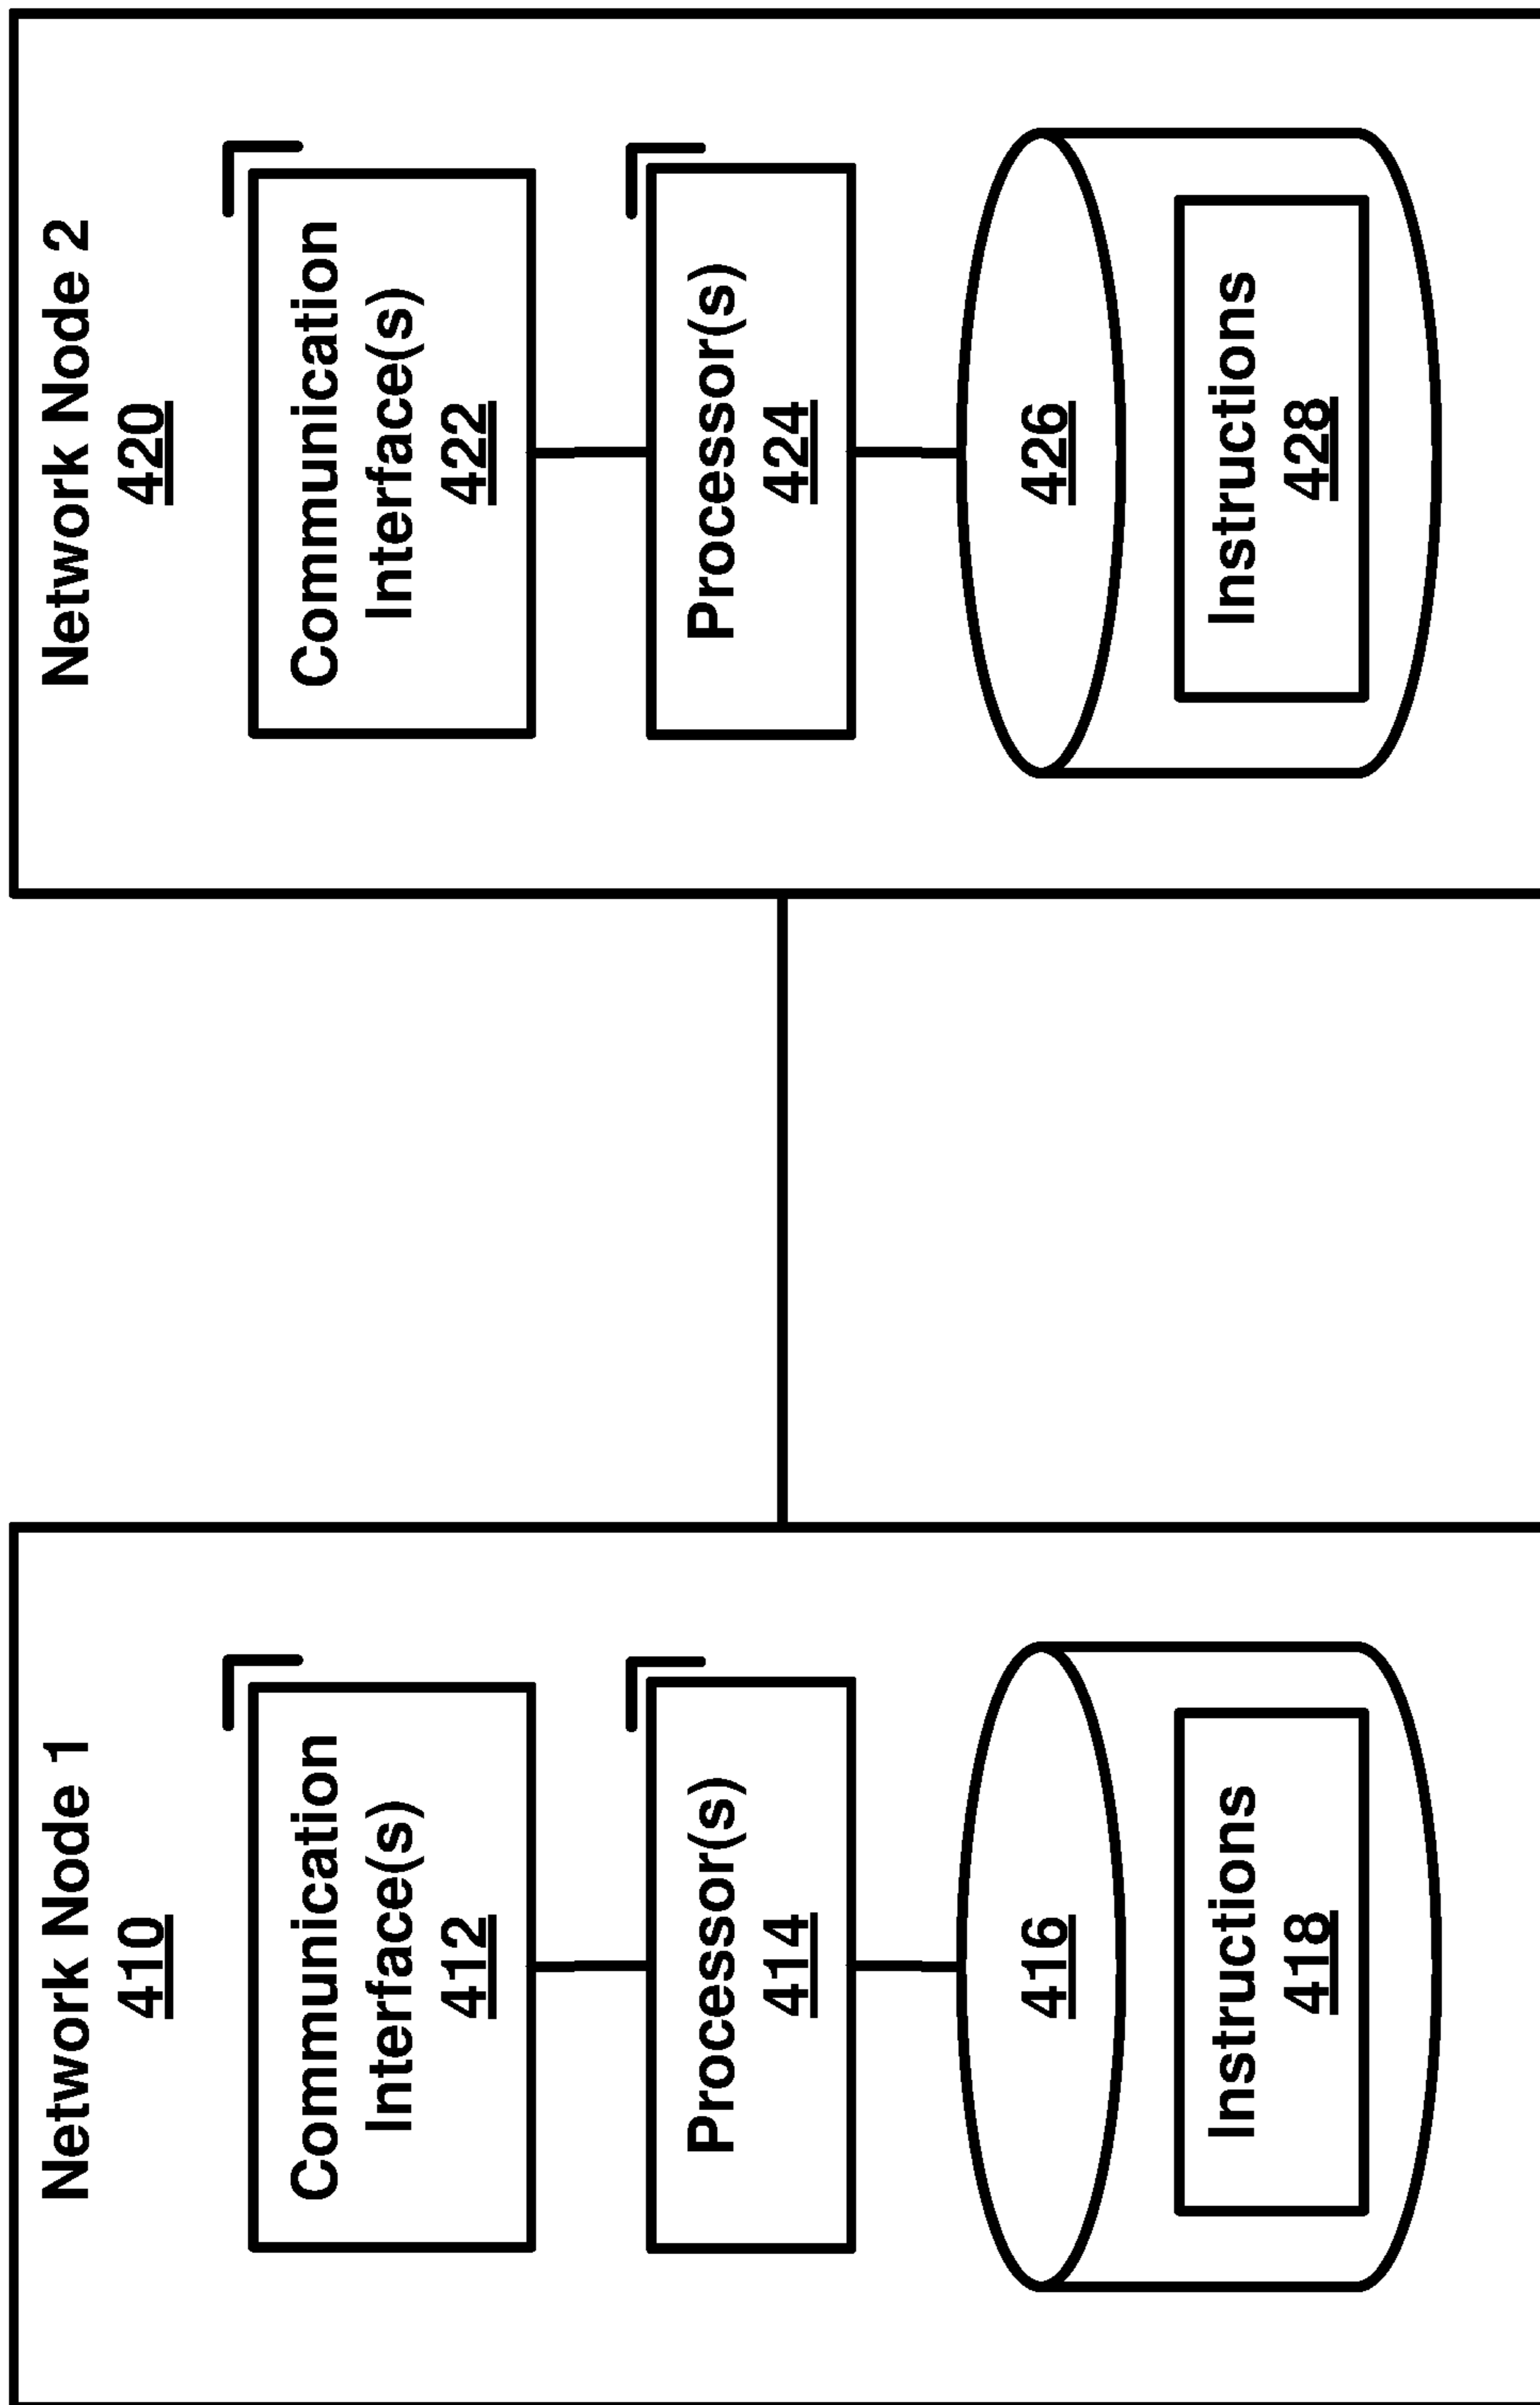 Network Node 1
410
Communication
Interface(s)
412
Processor(s)
414
416
Instructions
418
Network Node 2
420
Communication
Interface(s)
422
Processor(s)
424
426
Instructions
428